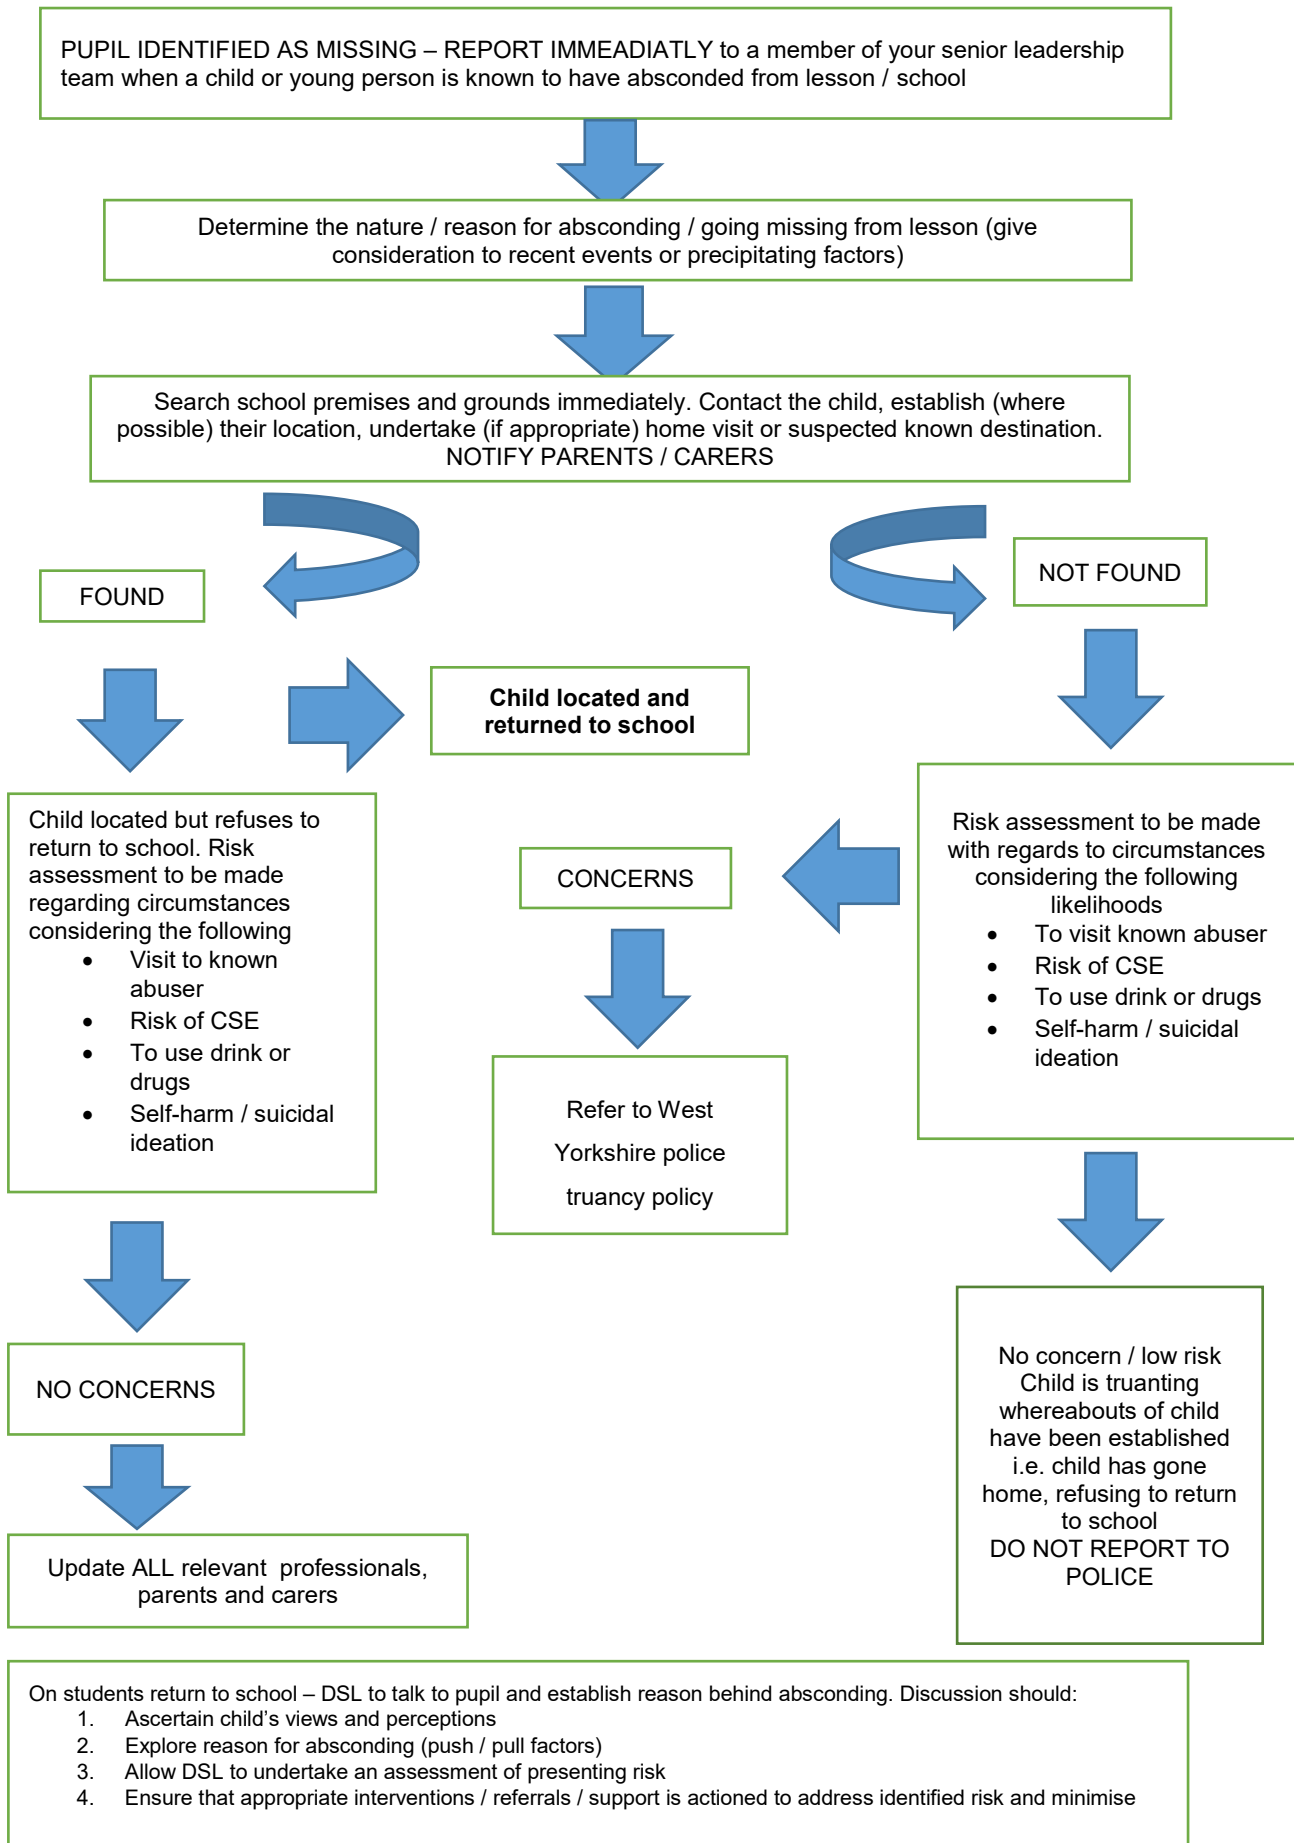 PUPIL IDENTIFIED AS MISSING – REPORT IMMEADIATLY to a member of your senior leadership
team when a child or young person is known to have absconded from lesson / school
Determine the nature / reason for absconding / going missing from lesson (give
consideration to recent events or precipitating factors)
Search school premises and grounds immediately. Contact the child, establish (where
possible) their location, undertake (if appropriate) home visit or suspected known destination.
NOTIFY PARENTS / CARERS
FOUND
NOT FOUND
Child located and
returned to school
Child located but refuses to
return to school. Risk
assessment to be made
regarding circumstances
considering the following
• Visit to known
abuser
• Risk of CSE
• To use drink or
drugs
• Self-harm / suicidal
ideation
CONCERNS
Risk assessment to be made
with regards to circumstances
considering the following
likelihoods
• To visit known abuser
• Risk of CSE
• To use drink or drugs
• Self-harm / suicidal
ideation
Refer to West
Yorkshire police
truancy policy
NO CONCERNS
No concern / low risk
Child is truanting
whereabouts of child
have been established
i.e. child has gone
home, refusing to return
to school
DO NOT REPORT TO
POLICE
Update ALL relevant professionals,
parents and carers
On students return to school – DSL to talk to pupil and establish reason behind absconding. Discussion should:
1. Ascertain child's views and perceptions
2. Explore reason for absconding (push / pull factors)
3. Allow DSL to undertake an assessment of presenting risk
4. Ensure that appropriate interventions / referrals / support is actioned to address identified risk and minimise